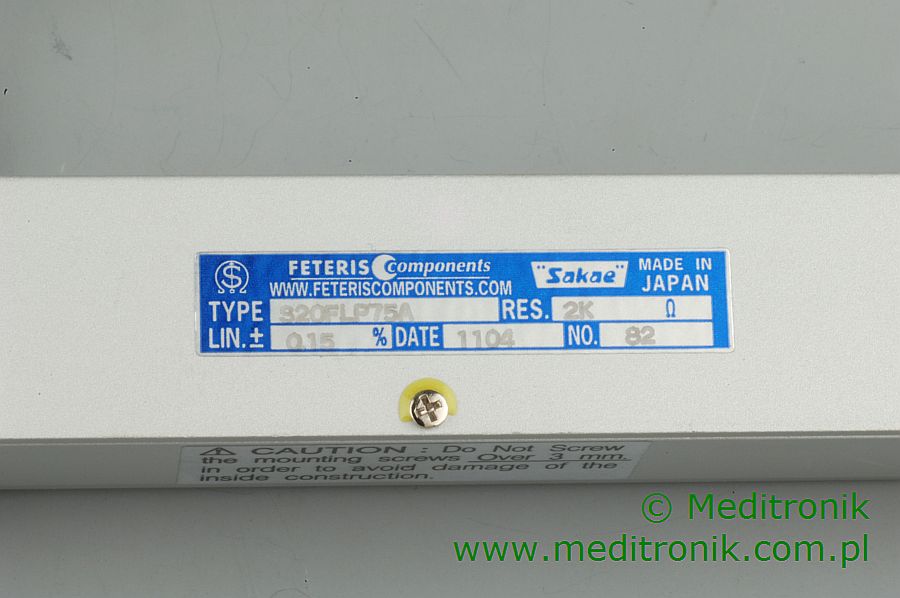 FETERIS Components
"Sakae" MADE IN JAPAN
WWW.FETERISCOMPONENTS.COM
TYPE S20FLP75A RES. 2K Ω
LIN. ± 0.15 % DATE 1104 NO. 82
⚠ CAUTION : Do Not Screw
the mounting screws Over 3 mm.
in order to avoid damage of the
inside construction.
© Meditronik
www.meditronik.com.pl